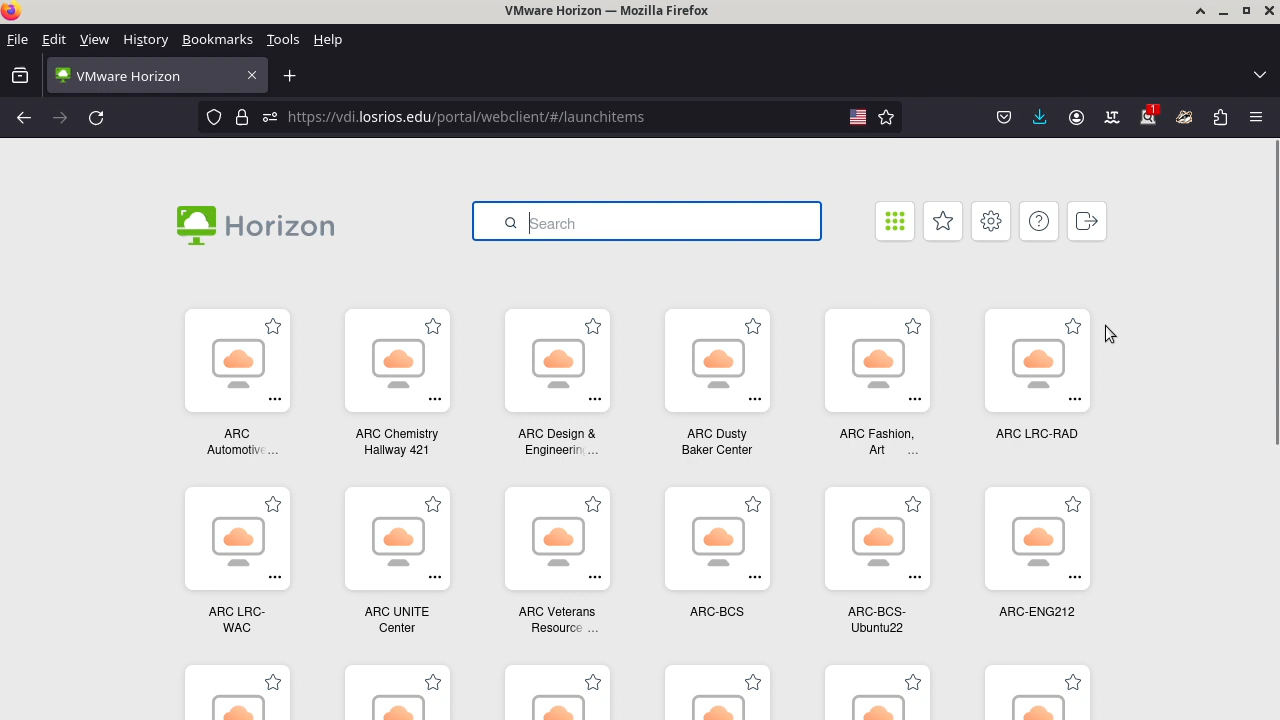 VMware Horizon — Mozilla Firefox
File Edit View History Bookmarks Tools Help
VMware Horizon
https://vdi.losrios.edu/portal/webclient/#/launchitems
1
Horizon
Search
ARC
Automotive...
ARC Chemistry
Hallway 421
ARC Design &
Engineering...
ARC Dusty
Baker Center
ARC Fashion,
Art ...
ARC LRC-RAD
ARC LRC-
WAC
ARC UNITE
Center
ARC Veterans
Resource ...
ARC-BCS
ARC-BCS-
Ubuntu22
ARC-ENG212